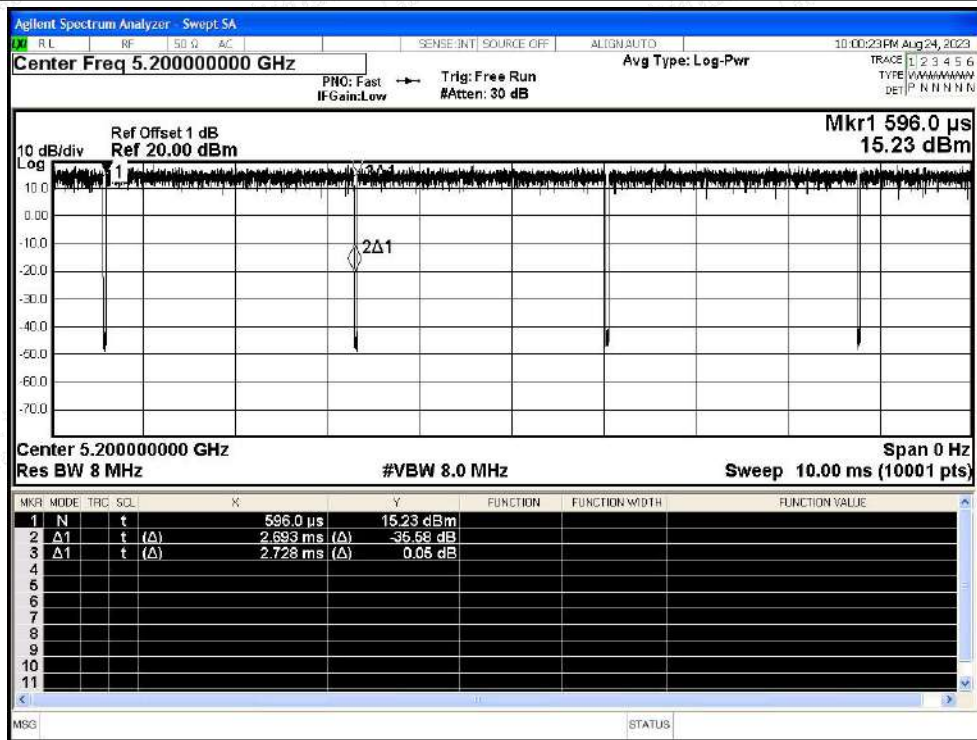 Agilent Spectrum Analyzer - Swept SA
LXI RL RF 50 Ω AC SENSE:INT SOURCE OFF ALIGNAUTO 10:00:23 PM Aug 24, 2023
Center Freq 5.200000000 GHz
PNO: Fast
IFGain:Low
Trig: Free Run
#Atten: 30 dB
Avg Type: Log-Pwr
TRACE 1 2 3 4 5 6
TYPE WWWWWWW
DET P N N N N N
Mkr1 596.0 µs
15.23 dBm
Ref Offset 1 dB
10 dB/div Ref 20.00 dBm
Log
1
3Δ1
10.0
0.00
2Δ1
-10.0
-20.0
-30.0
-40.0
-50.0
-60.0
-70.0
Center 5.200000000 GHz Span 0 Hz
Res BW 8 MHz #VBW 8.0 MHz Sweep 10.00 ms (10001 pts)
MKR MODE TRC SCL X Y FUNCTION FUNCTION WIDTH FUNCTION VALUE
1 N t 596.0 µs 15.23 dBm
2 Δ1 t (Δ) 2.693 ms (Δ) -35.58 dB
3 Δ1 t (Δ) 2.728 ms (Δ) 0.05 dB
4
5
6
7
8
9
10
11
MSG STATUS